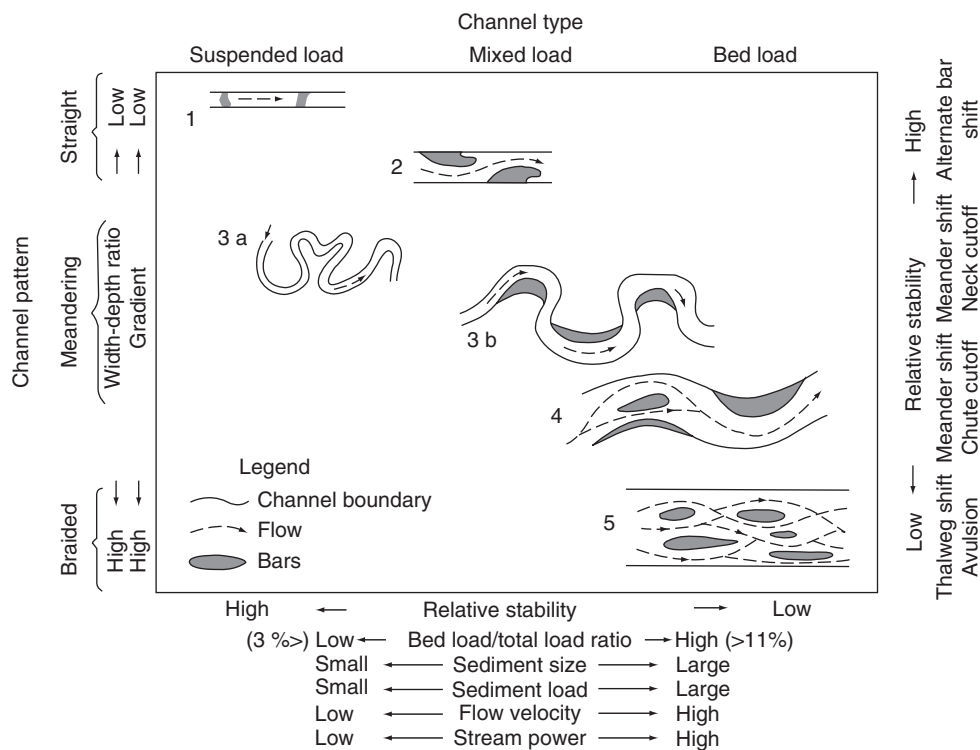 Channel type
Suspended load Mixed load Bed load
Channel pattern
Straight
Meandering
Braided
Low
Low
Width-depth ratio
Gradient
High
High
1
2
3 a
3 b
4
5
Legend
Channel boundary
Flow
Bars
High
Relative stability
Low
Alternate bar
shift
Meander shift
Neck cutoff
Meander shift
Chute cutoff
Thalweg shift
Avulsion
High Relative stability Low
(3 %>) Low Bed load/total load ratio High (>11%)
Small Sediment size Large
Small Sediment load Large
Low Flow velocity High
Low Stream power High